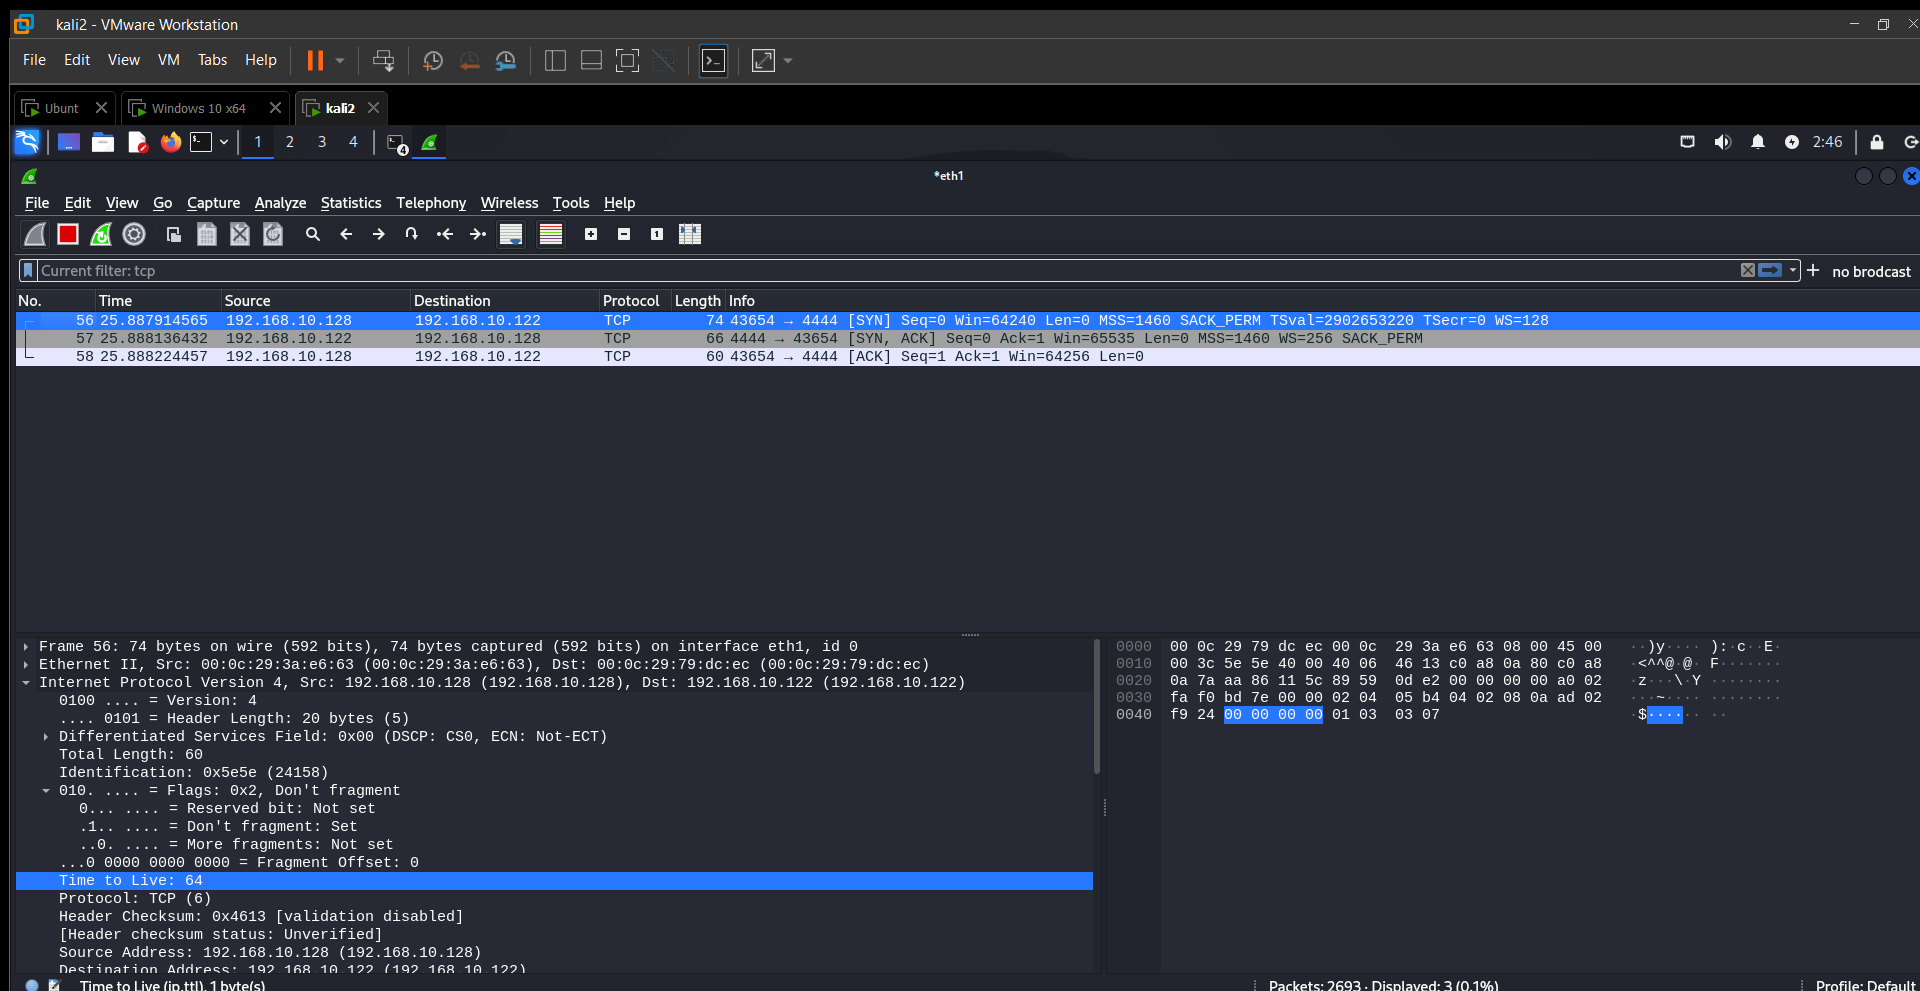 kali2 - VMware Workstation
File Edit View VM Tabs Help
Ubunt Windows 10 x64 kali2
1 2 3 4 4 2:46
*eth1
File Edit View Go Capture Analyze Statistics Telephony Wireless Tools Help
Current filter: tcp + no brodcast
No. Time Source Destination Protocol Length Info
56 25.887914565 192.168.10.128 192.168.10.122 TCP 74 43654 → 4444 [SYN] Seq=0 Win=64240 Len=0 MSS=1460 SACK_PERM TSval=2902653220 TSecr=0 WS=128
57 25.888136432 192.168.10.122 192.168.10.128 TCP 66 4444 → 43654 [SYN, ACK] Seq=0 Ack=1 Win=65535 Len=0 MSS=1460 WS=256 SACK_PERM
58 25.888224457 192.168.10.128 192.168.10.122 TCP 60 43654 → 4444 [ACK] Seq=1 Ack=1 Win=64256 Len=0
Frame 56: 74 bytes on wire (592 bits), 74 bytes captured (592 bits) on interface eth1, id 0
Ethernet II, Src: 00:0c:29:3a:e6:63 (00:0c:29:3a:e6:63), Dst: 00:0c:29:79:dc:ec (00:0c:29:79:dc:ec)
Internet Protocol Version 4, Src: 192.168.10.128 (192.168.10.128), Dst: 192.168.10.122 (192.168.10.122)
0100 .... = Version: 4
.... 0101 = Header Length: 20 bytes (5)
Differentiated Services Field: 0x00 (DSCP: CS0, ECN: Not-ECT)
Total Length: 60
Identification: 0x5e5e (24158)
010. .... = Flags: 0x2, Don't fragment
0... .... = Reserved bit: Not set
.1.. .... = Don't fragment: Set
..0. .... = More fragments: Not set
...0 0000 0000 0000 = Fragment Offset: 0
Time to Live: 64
Protocol: TCP (6)
Header Checksum: 0x4613 [validation disabled]
[Header checksum status: Unverified]
Source Address: 192.168.10.128 (192.168.10.128)
Destination Address: 192.168.10.122 (192.168.10.122)
0000 00 0c 29 79 dc ec 00 0c 29 3a e6 63 08 00 45 00 ··)y···· ):·c··E·
0010 00 3c 5e 5e 40 00 40 06 46 13 c0 a8 0a 80 c0 a8 ·<^^@·@· F·······
0020 0a 7a aa 86 11 5c 89 59 0d e2 00 00 00 00 a0 02 ·z···\·Y ········
0030 fa f0 bd 7e 00 00 02 04 05 b4 04 02 08 0a ad 02 ···~···· ········
0040 f9 24 00 00 00 00 01 03 03 07 ·$······ ··
Time to Live (ip.ttl), 1 byte(s) Packets: 2693 · Displayed: 3 (0.1%) Profile: Default